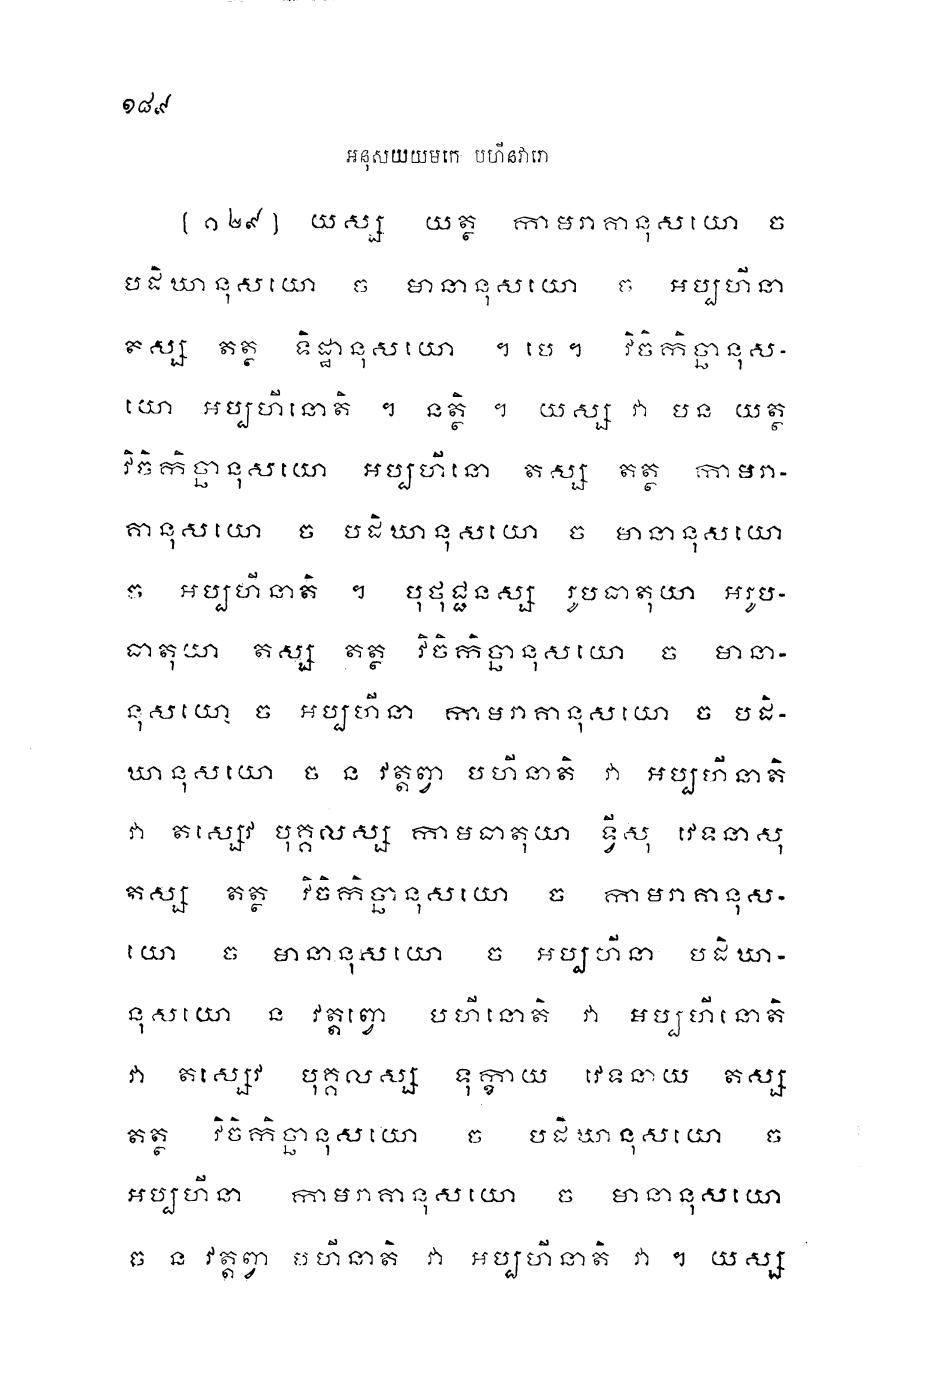 ១៨៩
អនុសយយមកេ បហីនវារោ
(១២៩) យស្ស យត្ថ កាមរាគានុសយោ ច
បដិឃានុសយោ ច មានានុសយោ ច អប្បហីនា
តស្ស តត្ថ ទិដ្ឋានុសយោ ។ បេ ។ វិចិកិច្ឆានុស-
យោ អប្បហីនោតិ ។ នត្ថិ ។ យស្ស វា បន យត្ថ
វិចិកិច្ឆានុសយោ អប្បហីនោ តស្ស តត្ថ កាមរា-
គានុសយោ ច បដិឃានុសយោ ច មានានុសយោ
ច អប្បហីនាតិ ។ បុថុជ្ជនស្ស រូបធាតុយា អរូប-
ធាតុយា តស្ស តត្ថ វិចិកិច្ឆានុសយោ ច មានា-
នុសយោ ច អប្បហីនា កាមរាគានុសយោ ច បដិ-
ឃានុសយោ ច ន វត្តព្វា បហីនាតិ វា អប្បហីនាតិ
វា តស្សេវ បុគ្គលស្ស កាមធាតុយា ទ្វីសុ វេទនាសុ
តស្ស តត្ថ វិចិកិច្ឆានុសយោ ច កាមរាគានុស-
យោ ច មានានុសយោ ច អប្បហីនា បដិឃា-
នុសយោ ន វត្តព្វោ បហីនោតិ វា អប្បហីនោតិ
វា តស្សេវ បុគ្គលស្ស ទុក្ខាយ វេទនាយ តស្ស
តត្ថ វិចិកិច្ឆានុសយោ ច បដិឃានុសយោ ច
អប្បហីនា កាមរាគានុសយោ ច មានានុសយោ
ច ន វត្តព្វា បហីនាតិ វា អប្បហីនាតិ វា ។ យស្ស